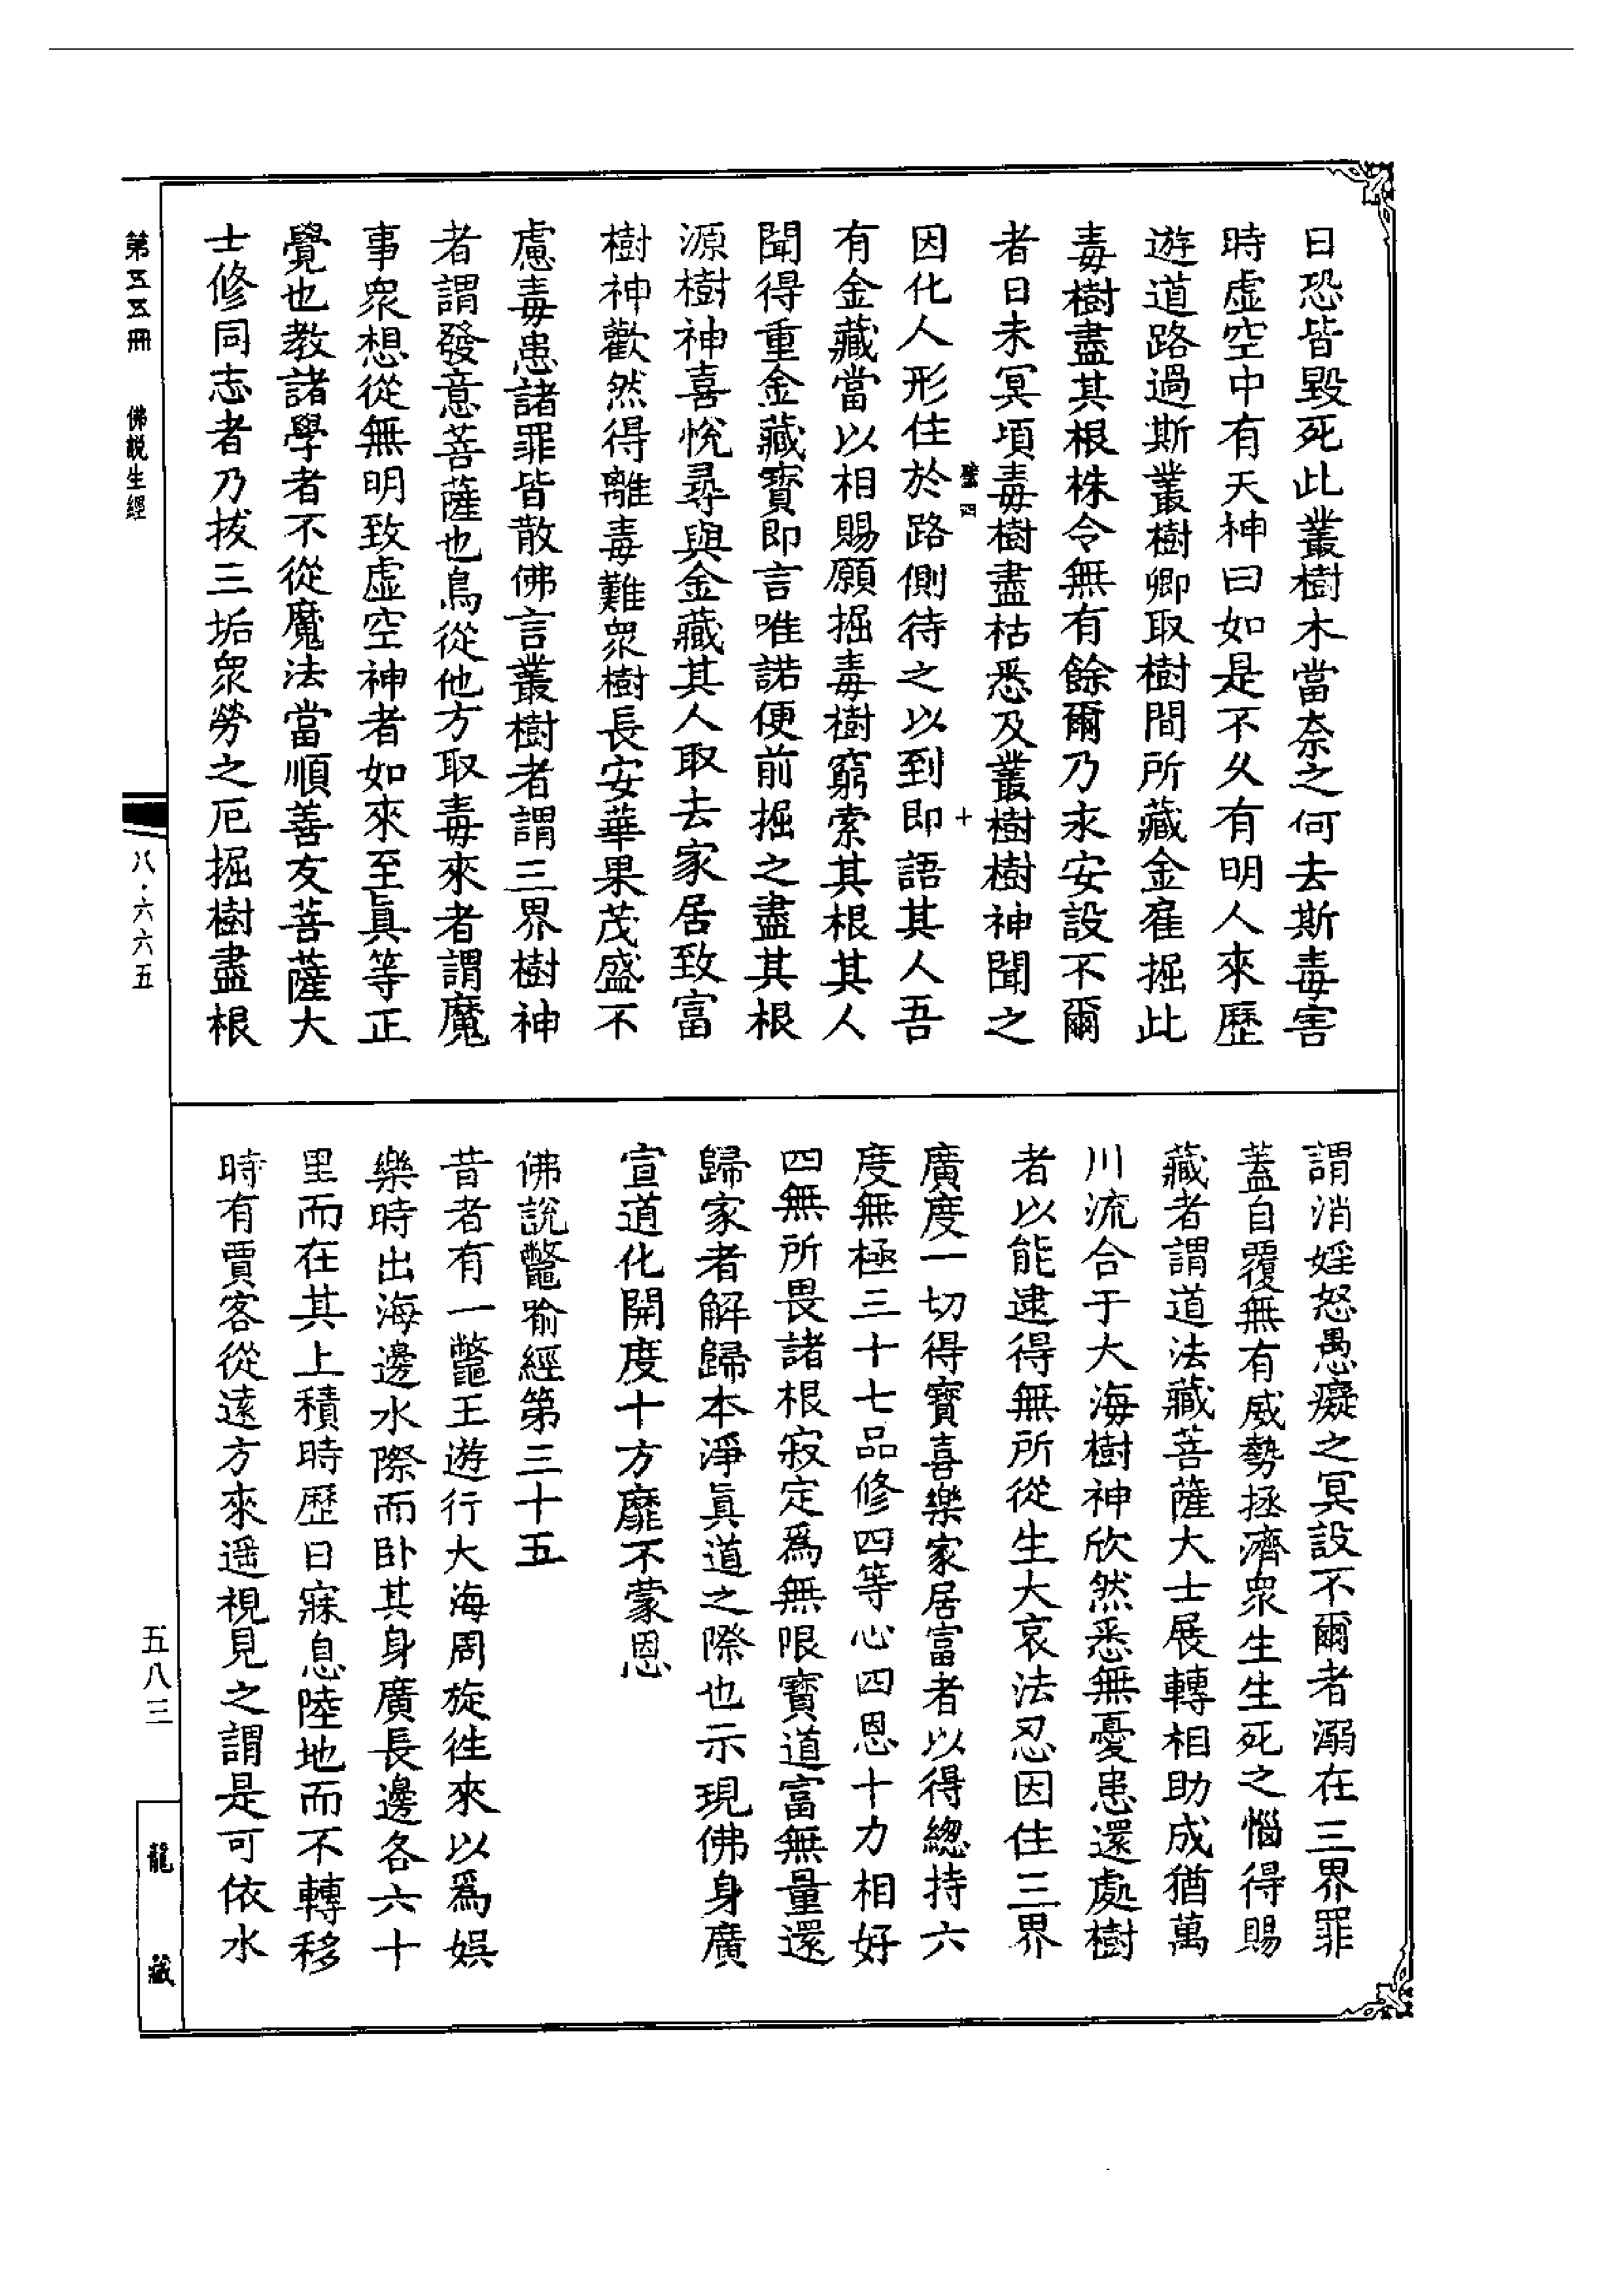 日恐皆毀死此叢樹木當奈之何去斯毒害
時虛空中有天神曰如是不久有明人來歷
遊道路過斯叢樹卿取樹間所藏金雇掘此
毒樹盡其根株令無有餘爾乃永安設不爾
者日未冥頃毒樹盡枯悉及叢樹樹神聞之
璧四 十
因化人形住於路側待之以到即語其人吾
有金藏當以相賜願掘毒樹窮索其根其人
聞得重金藏寶即言唯諾便前掘之盡其根
源樹神喜悅尋與金藏其人取去家居致富
樹神歡然得離毒難眾樹長安華果茂盛不
慮毒患諸罪皆散佛言叢樹者謂三界樹神
者謂發意菩薩也鳥從他方取毒來者謂魔
事眾想從無明致虛空神者如來至眞等正
覺也教諸學者不從魔法當順善友菩薩大
士修同志者乃拔三垢眾勞之厄掘樹盡根
謂消婬怒愚癡之冥設不爾者溺在三界罪
蓋自覆無有威勢拯濟眾生生死之惱得賜
藏者謂道法藏菩薩大士展轉相助成猶萬
川流合于大海樹神欣然悉無憂患還處樹
者以能逮得無所從生大哀法忍因住三界
廣度一切得寶喜樂家居富者以得總持六
度無極三十七品修四等心四恩十力相好
四無所畏諸根寂定爲無限寶道富無量還
歸家者解歸本淨眞道之際也示現佛身廣
宣道化開度十方靡不蒙恩
佛說鼈喻經第三十五
昔者有一鼈王遊行大海周旋往來以爲娛
樂時出海邊水際而臥其身廣長邊各六十
里而在其上積時歷日寐息陸地而不轉移
時有賈客從遠方來遥視見之謂是可依水
第五五冊 佛説生經
八·六六五
五八三
龍藏